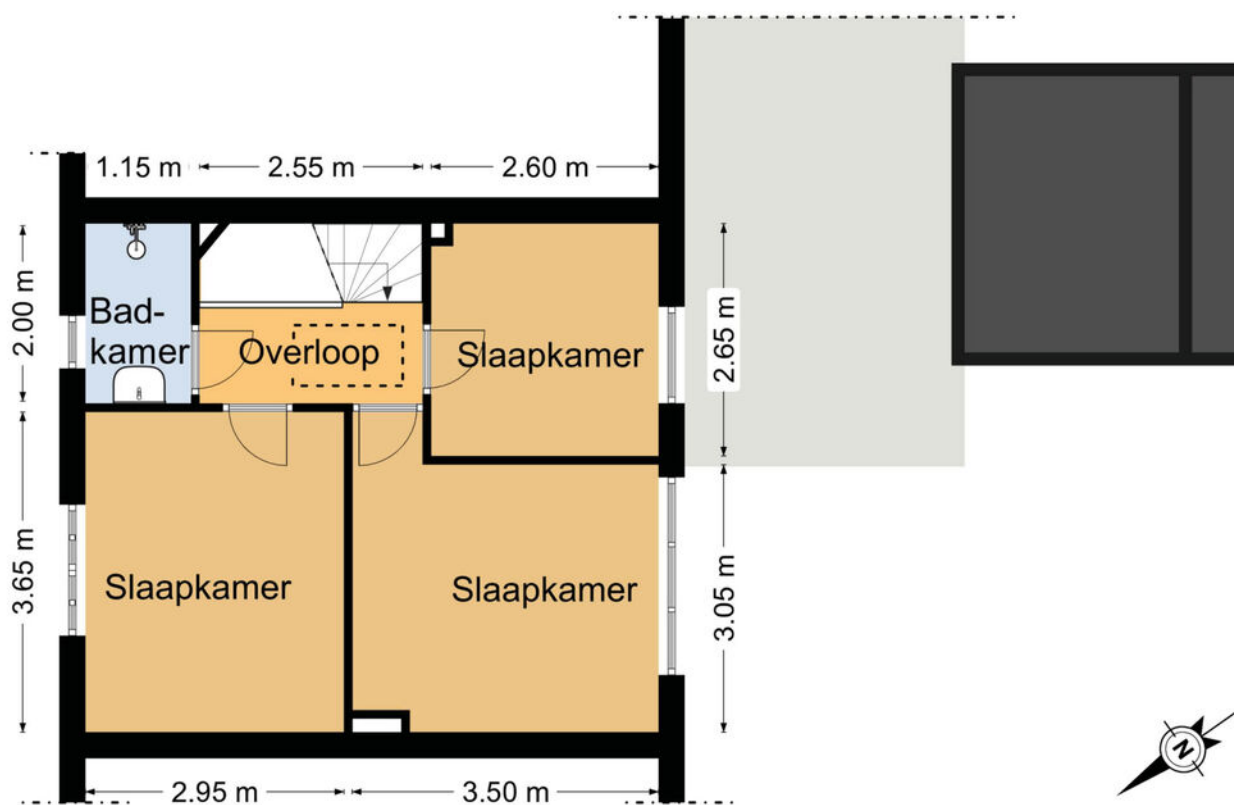 1.15 m
2.55 m
2.60 m
2.00 m
Bad-
kamer
Overloop
Slaapkamer
2.65 m
3.65 m
Slaapkamer
Slaapkamer
3.05 m
2.95 m
3.50 m
N